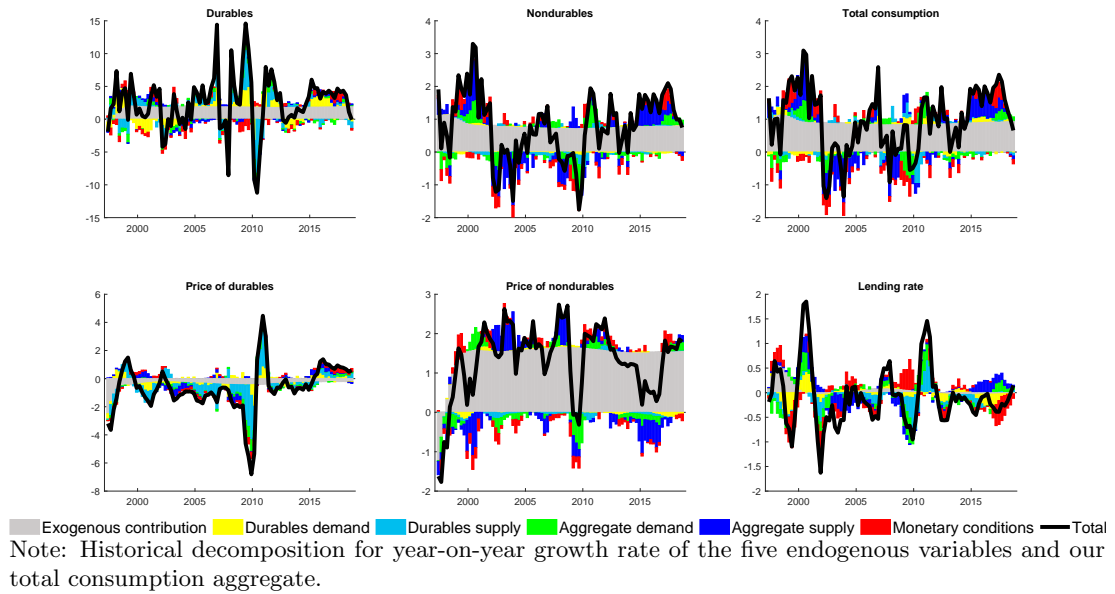 Durables
Nondurables
Total consumption
15
10
5
0
-5
-10
-15
2000 2005 2010 2015
4
3
2
1
0
-1
-2
2000 2005 2010 2015
4
3
2
1
0
-1
-2
2000 2005 2010 2015
Price of durables
Price of nondurables
Lending rate
6
4
2
0
-2
-4
-6
-8
2000 2005 2010 2015
3
2
1
0
-1
-2
2000 2005 2010 2015
2
1.5
1
0.5
0
-0.5
-1
-1.5
-2
2000 2005 2010 2015
Exogenous contribution Durables demand Durables supply Aggregate demand Aggregate supply Monetary conditions Total
Note: Historical decomposition for year-on-year growth rate of the five endogenous variables and our
total consumption aggregate.